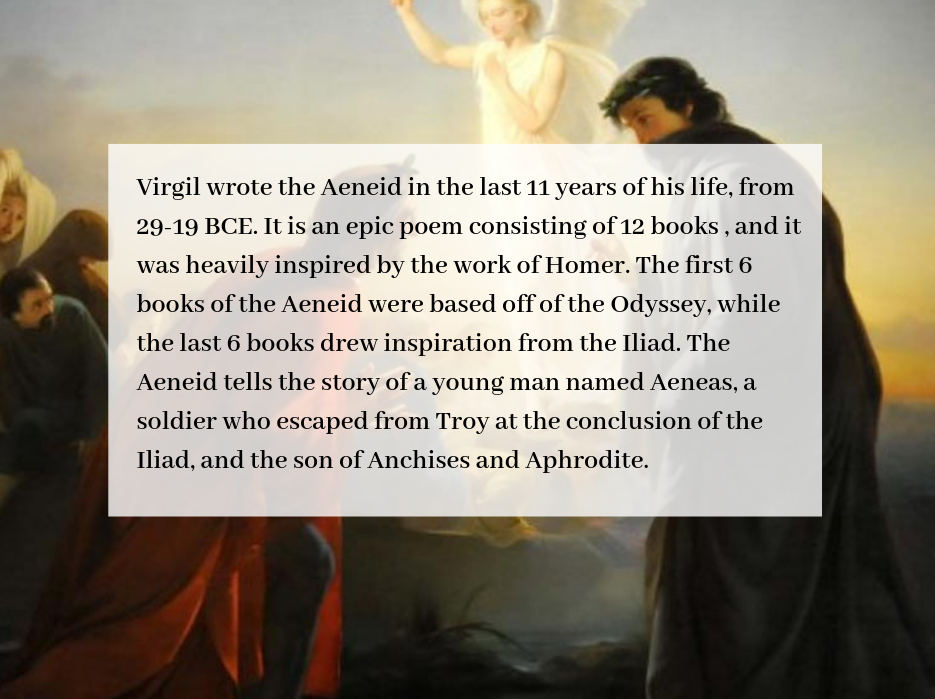 Virgil wrote the Aeneid in the last 11 years of his life, from
29-19 BCE. It is an epic poem consisting of 12 books , and it
was heavily inspired by the work of Homer. The first 6
books of the Aeneid were based off of the Odyssey, while
the last 6 books drew inspiration from the Iliad. The
Aeneid tells the story of a young man named Aeneas, a
soldier who escaped from Troy at the conclusion of the
Iliad, and the son of Anchises and Aphrodite.